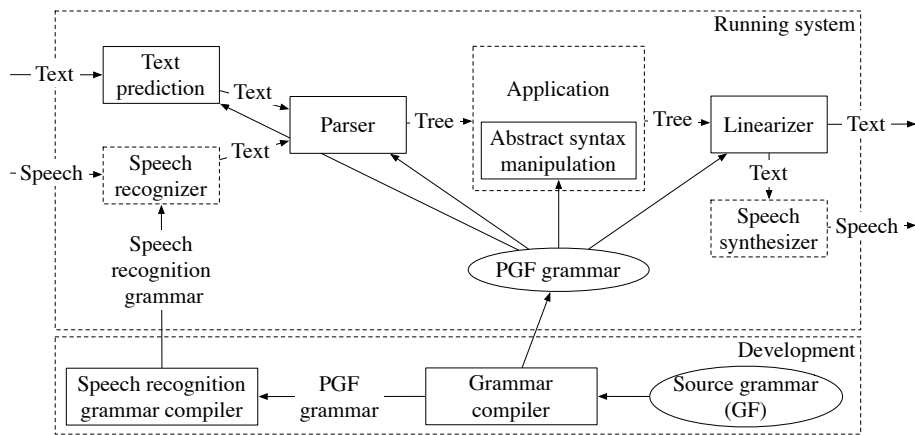 Running system
Text
Text
prediction
Text
Parser
Tree
Application
Abstract syntax
manipulation
Tree
Linearizer
Text
Speech
Speech
recognizer
Text
Text
Speech
synthesizer
Speech
Speech
recognition
grammar
PGF grammar
Development
Speech recognition
grammar compiler
PGF
grammar
Grammar
compiler
Source grammar
(GF)